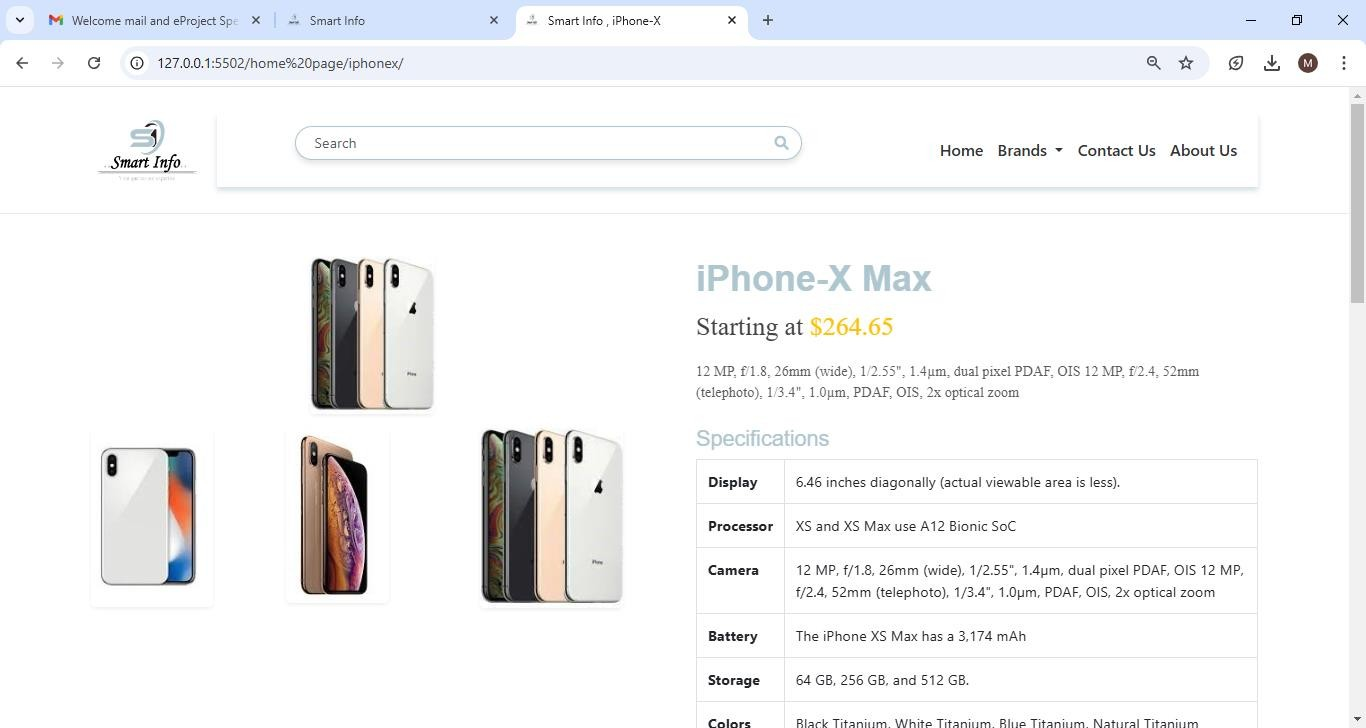 Welcome mail and eProject Spe
Smart Info
Smart Info , iPhone-X
127.0.0.1:5502/home%20page/iphonex/
M
Smart Info
Search
Home Brands Contact Us About Us
iPhone-X Max
Starting at $264.65
12 MP, f/1.8, 26mm (wide), 1/2.55", 1.4µm, dual pixel PDAF, OIS 12 MP, f/2.4, 52mm
(telephoto), 1/3.4", 1.0µm, PDAF, OIS, 2x optical zoom
Specifications
Display 6.46 inches diagonally (actual viewable area is less).
Processor XS and XS Max use A12 Bionic SoC
Camera 12 MP, f/1.8, 26mm (wide), 1/2.55", 1.4µm, dual pixel PDAF, OIS 12 MP,
f/2.4, 52mm (telephoto), 1/3.4", 1.0µm, PDAF, OIS, 2x optical zoom
Battery The iPhone XS Max has a 3,174 mAh
Storage 64 GB, 256 GB, and 512 GB.
Colors Black Titanium, White Titanium, Blue Titanium, Natural Titanium